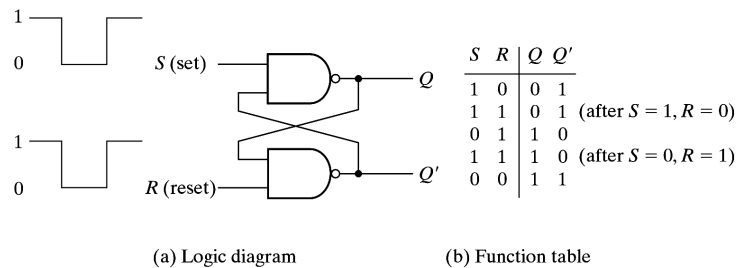 1
0
S (set)
Q
1
0
R (reset)
Q'
(a) Logic diagram
S R Q Q'
1 0 0 1
1 1 0 1 (after S = 1, R = 0)
0 1 1 0
1 1 1 0 (after S = 0, R = 1)
0 0 1 1
(b) Function table